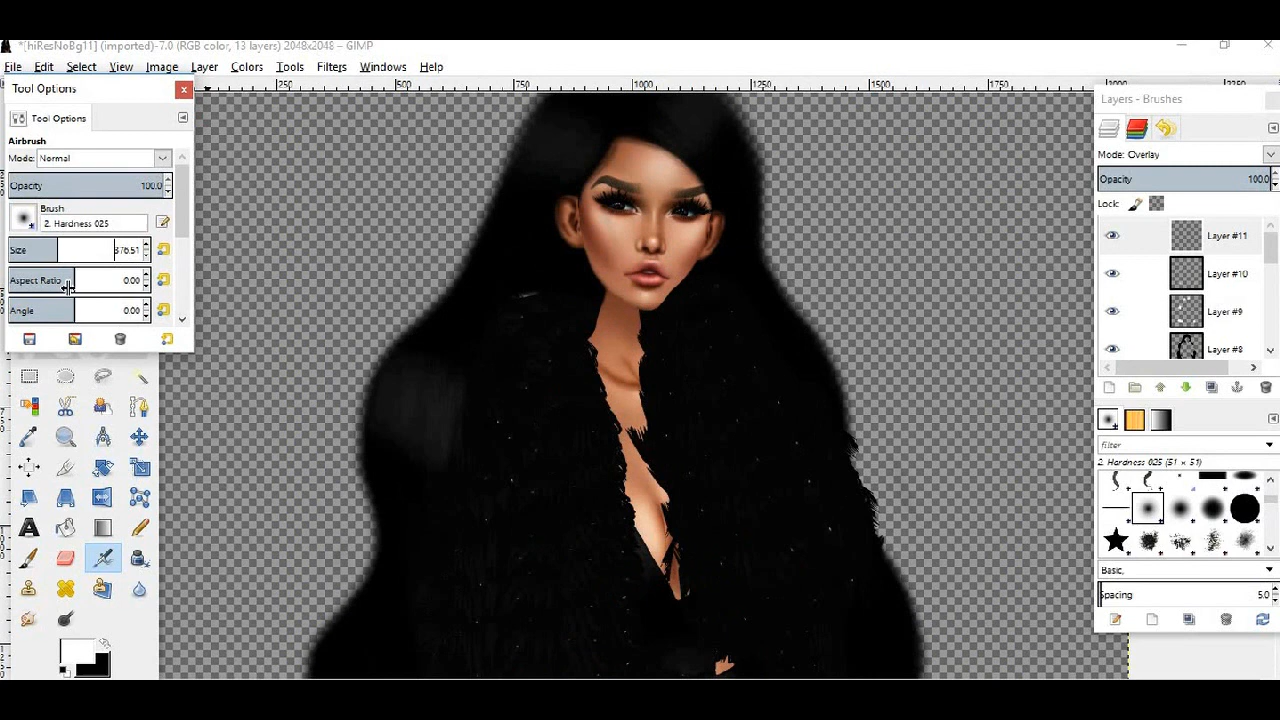 *[hiResNoBg11] (imported)-7.0 (RGB color, 13 layers) 2048x2048 – GIMP
File Edit Select View Image Layer Colors Tools Filters Windows Help
250 500 750 1000 1250 1500 1750
Tool Options
Tool Options
Airbrush
Mode: Normal
Opacity 100.0
Brush
2. Hardness 025
Size 376.51
Aspect Ratio 0.00
Angle 0.00
Layers - Brushes
Mode: Overlay
Opacity 100.0
Lock:
Layer #11
Layer #10
Layer #9
Layer #8
filter
2. Hardness 025 (51 × 51)
Basic,
Spacing 5.0